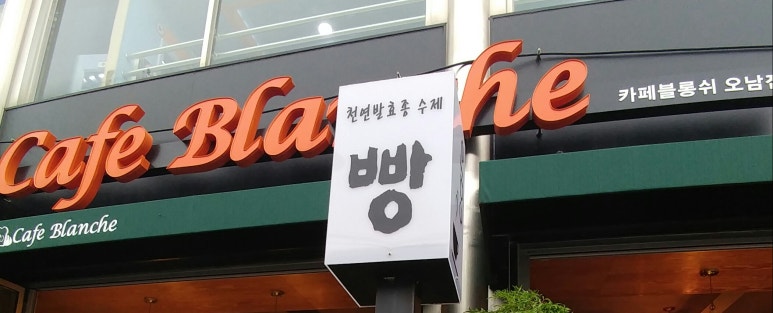 Cafe Blanche
카페블롱쉬 오남점
천연발효종 수제
빵
Cafe Blanche